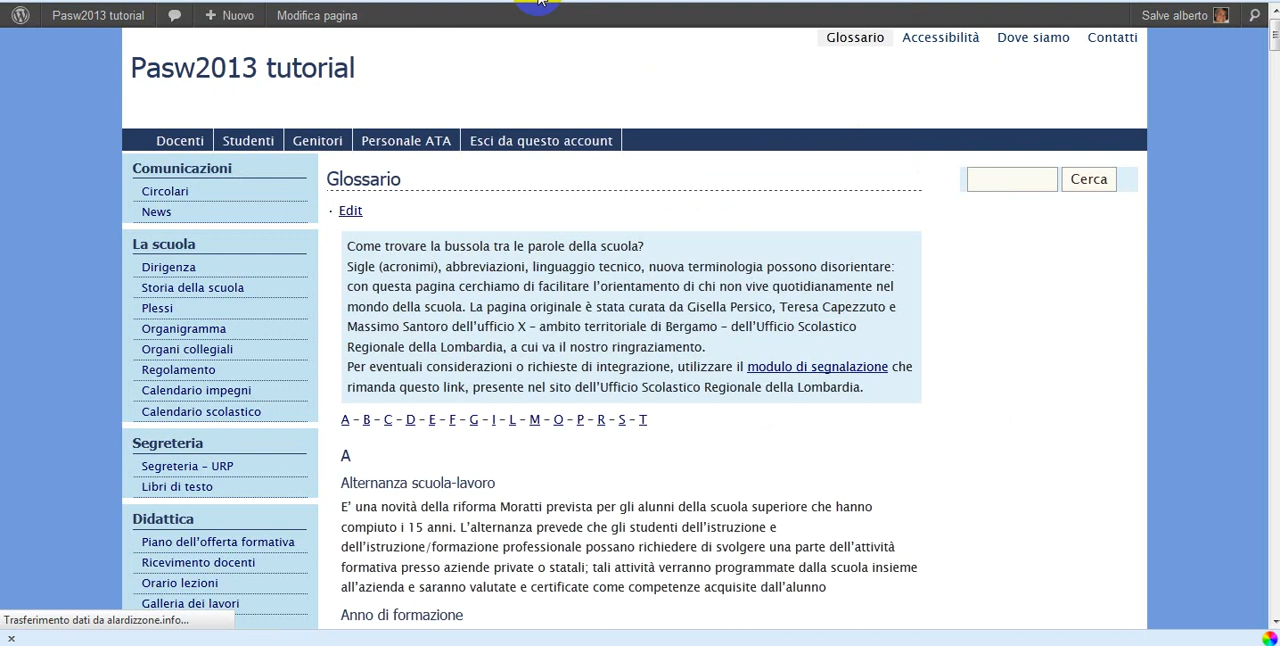 Pasw2013 tutorial
Nuovo
Modifica pagina
Salve alberto
Glossario
Accessibilità
Dove siamo
Contatti
Pasw2013 tutorial
Docenti
Studenti
Genitori
Personale ATA
Esci da questo account
Comunicazioni
Circolari
News
La scuola
Dirigenza
Storia della scuola
Plessi
Organigramma
Organi collegiali
Regolamento
Calendario impegni
Calendario scolastico
Segreteria
Segreteria – URP
Libri di testo
Didattica
Piano dell’offerta formativa
Ricevimento docenti
Orario lezioni
Galleria dei lavori
Glossario
· Edit
Come trovare la bussola tra le parole della scuola?
Sigle (acronimi), abbreviazioni, linguaggio tecnico, nuova terminologia possono disorientare:
con questa pagina cerchiamo di facilitare l’orientamento di chi non vive quotidianamente nel
mondo della scuola. La pagina originale è stata curata da Gisella Persico, Teresa Capezzuto e
Massimo Santoro dell’ufficio X – ambito territoriale di Bergamo – dell’Ufficio Scolastico
Regionale della Lombardia, a cui va il nostro ringraziamento.
Per eventuali considerazioni o richieste di integrazione, utilizzare il modulo di segnalazione che
rimanda questo link, presente nel sito dell’Ufficio Scolastico Regionale della Lombardia.
A – B – C – D – E – F – G – I – L – M – O – P – R – S – T
A
Alternanza scuola-lavoro
E’ una novità della riforma Moratti prevista per gli alunni della scuola superiore che hanno
compiuto i 15 anni. L’alternanza prevede che gli studenti dell’istruzione e
dell’istruzione/formazione professionale possano richiedere di svolgere una parte dell’attività
formativa presso aziende private o statali; tali attività verranno programmate dalla scuola insieme
all’azienda e saranno valutate e certificate come competenze acquisite dall’alunno
Anno di formazione
Cerca
Trasferimento dati da alardizzone.info...